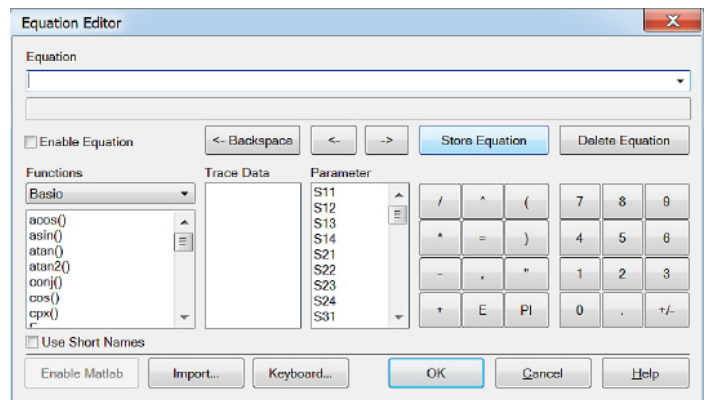 Equation Editor
X
Equation
Enable Equation
<- Backspace
<-
->
Store Equation
Delete Equation
Functions
Trace Data
Parameter
Basic
acos()
asin()
atan()
atan2()
conj()
cos()
cpx()
S11
S12
S13
S14
S21
S22
S23
S24
S31
/ ^ ( 7 8 9
* = ) 4 5 6
- , " 1 2 3
+ E PI 0 . +/-
Use Short Names
Enable Matlab
Import...
Keyboard...
OK
Cancel
Help